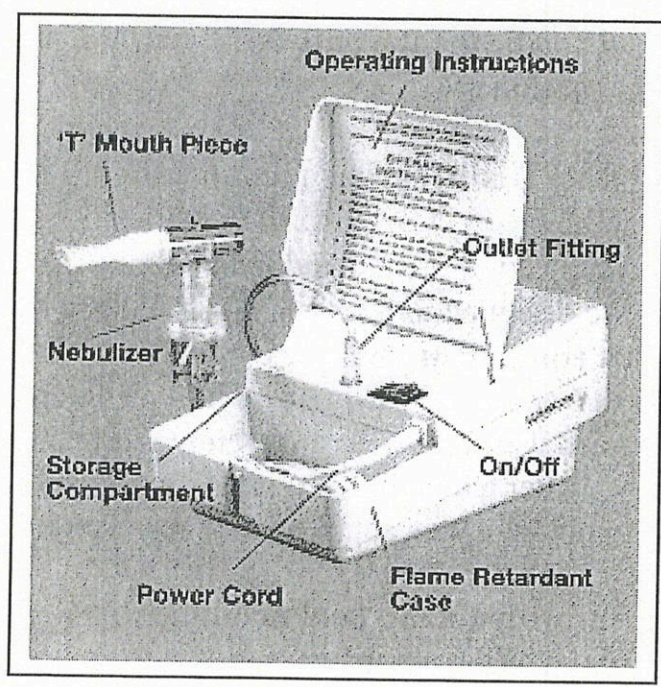 Operating Instructions
'T' Mouth Piece
Outlet Fitting
Nebulizer
Storage
Compartment
On/Off
Power Cord
Flame Retardant
Case